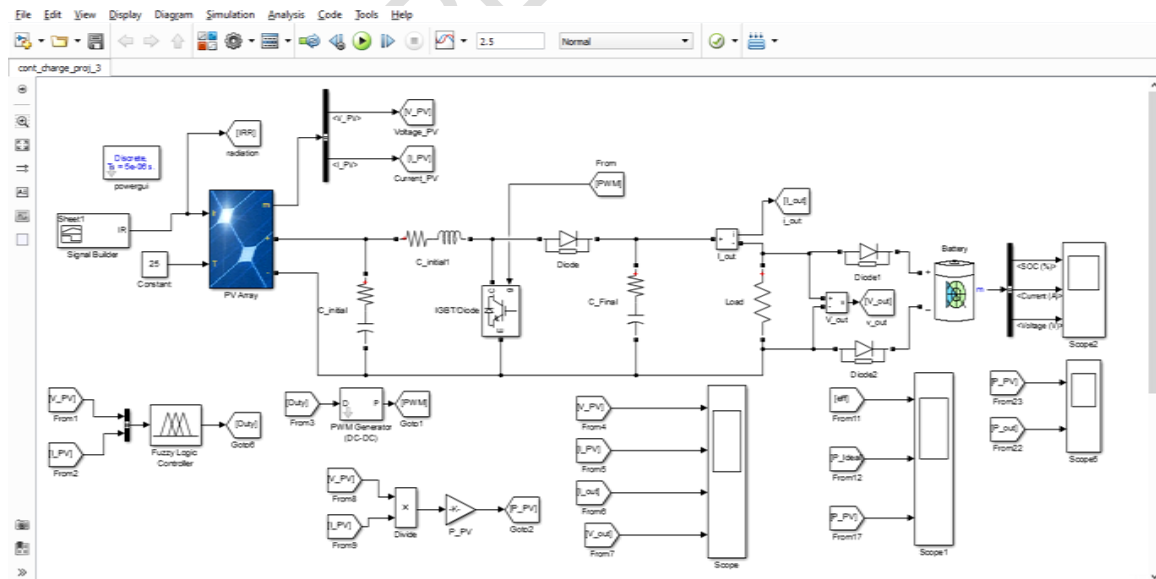 File Edit View Display Diagram Simulation Analysis Code Tools Help
2.5 Normal
cont_charge_proj_3
Discrete,
Ts = 5e-06 s.
powergui
[IRR]
radiation
<V_PV>
[V_PV]
Voltage_PV
<I_PV>
[I_PV]
Current_PV
Sheet1
IR
Signal Builder
25
Constant
Ir
T
m
+
-
PV Array
C_initial
C_initial1
From
[PWM]
C
g
E
IGBT/Diode
Diode
C_Final
+
i
-
I_out
[I_out]
i_out
Load
+
-
v
V_out
[V_out]
v_out
Diode1
Diode2
Battery
+
m
-
<SOC (%)>
<Current (A)>
<Voltage (V)>
Scope2
[V_PV]
From1
[I_PV]
From2
Fuzzy Logic
Controller
[Duty]
Goto6
[Duty]
From3
D
P
PWM Generator
(DC-DC)
[PWM]
Goto1
[V_PV]
From8
[I_PV]
From9
×
Divide
-K-
P_PV
[P_PV]
Goto2
[V_PV]
From4
[I_PV]
From5
[I_out]
From6
[V_out]
From7
Scope
[eff]
From11
[P_Ideal]
From12
[P_PV]
From17
Scope1
[P_PV]
From23
[P_out]
From22
Scope5